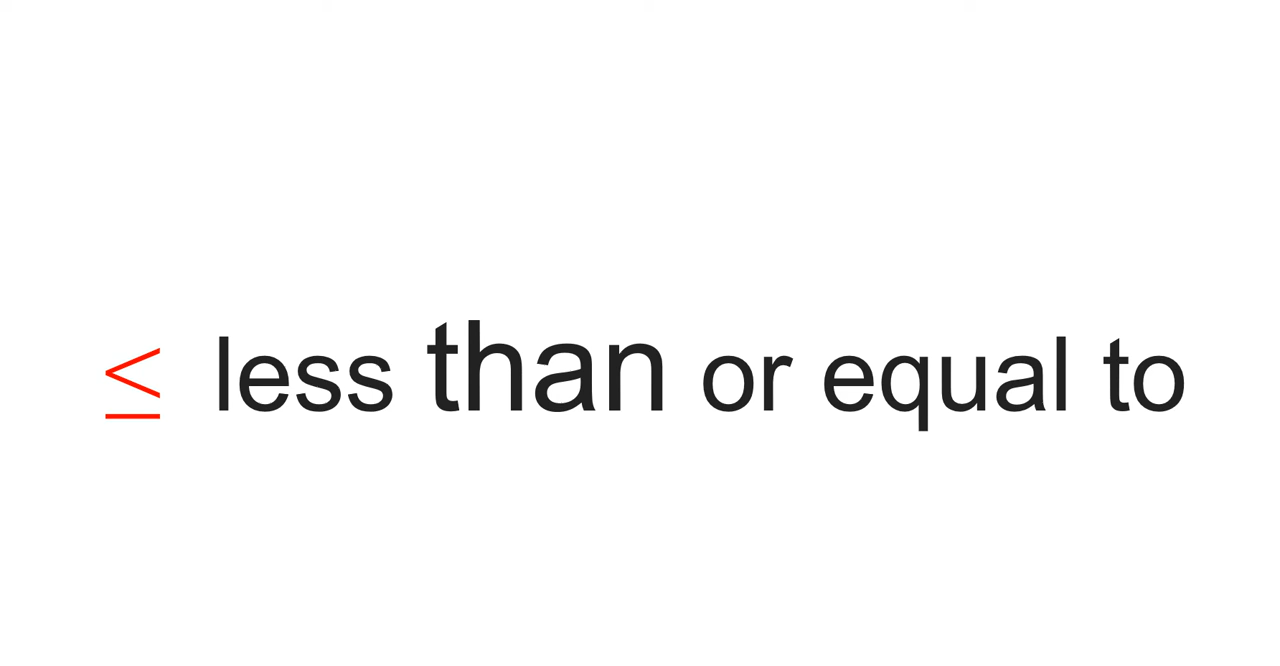 ≤ less than or equal to